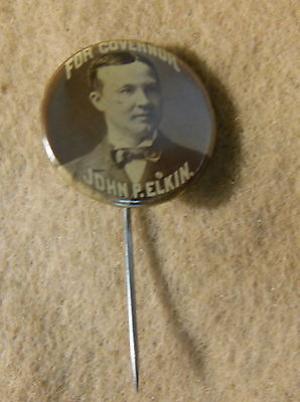 FOR GOVERNOR
JOHN P. ELKIN.